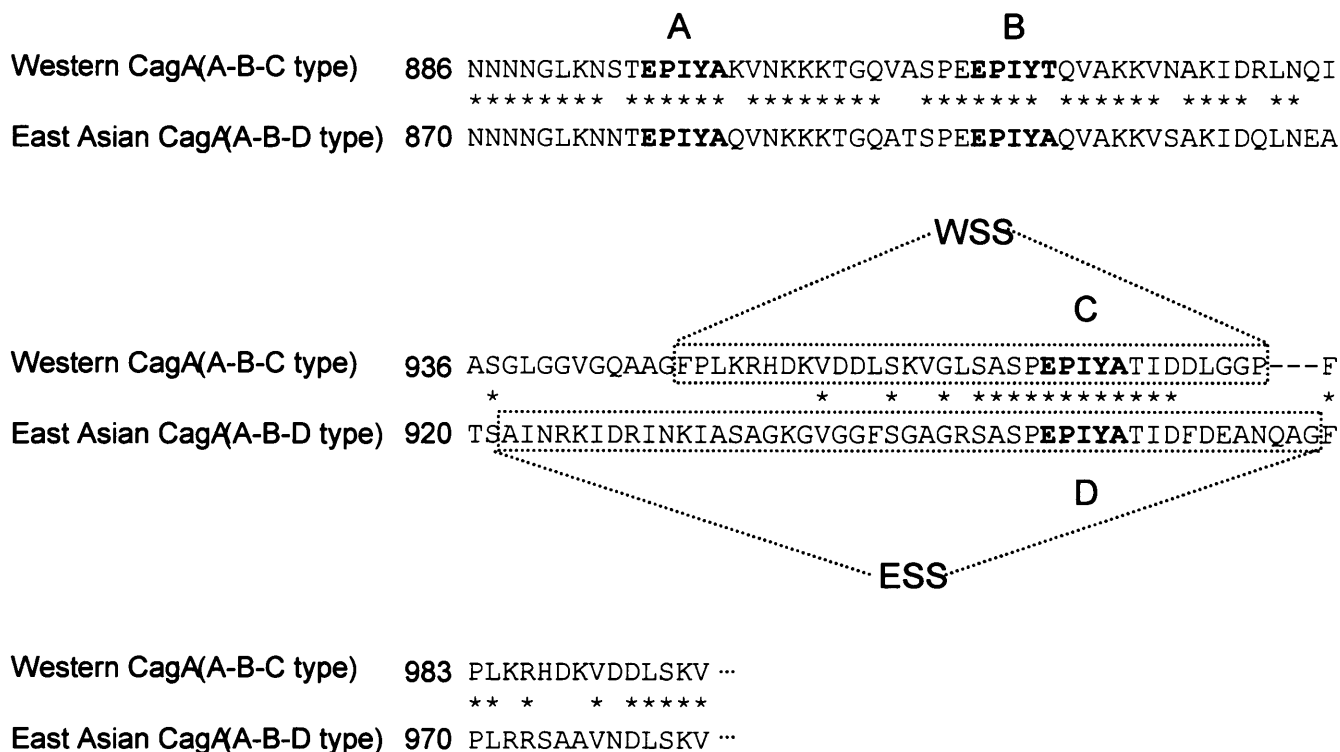 A B
Western CagA(A-B-C type) 886 NNNNGLKNSTEPIYAKVNKKKTGQVASPEEPIYTQVAKKVNAKIDRLNQI
******** ****** ******** ******* ****** **** **
East Asian CagA(A-B-D type) 870 NNNNGLKNNTEPIYAQVNKKKTGQATSPEEPIYAQVAKKVSAKIDQLNEA
WSS
C
Western CagA(A-B-C type) 936 ASGLGGVGQAAGFPLKRHDKVDDLSKVGLSASPEPIYATIDDLGGP---F
* * * * ************ *
East Asian CagA(A-B-D type) 920 TSAINRKIDRINKIASAGKGVGGFSGAGRSASPEPIYATIDFDEANQAGF
D
ESS
Western CagA(A-B-C type) 983 PLKRHDKVDDLSKV ...
** * * *****
East Asian CagA(A-B-D type) 970 PLRRSAAVNDLSKV ...